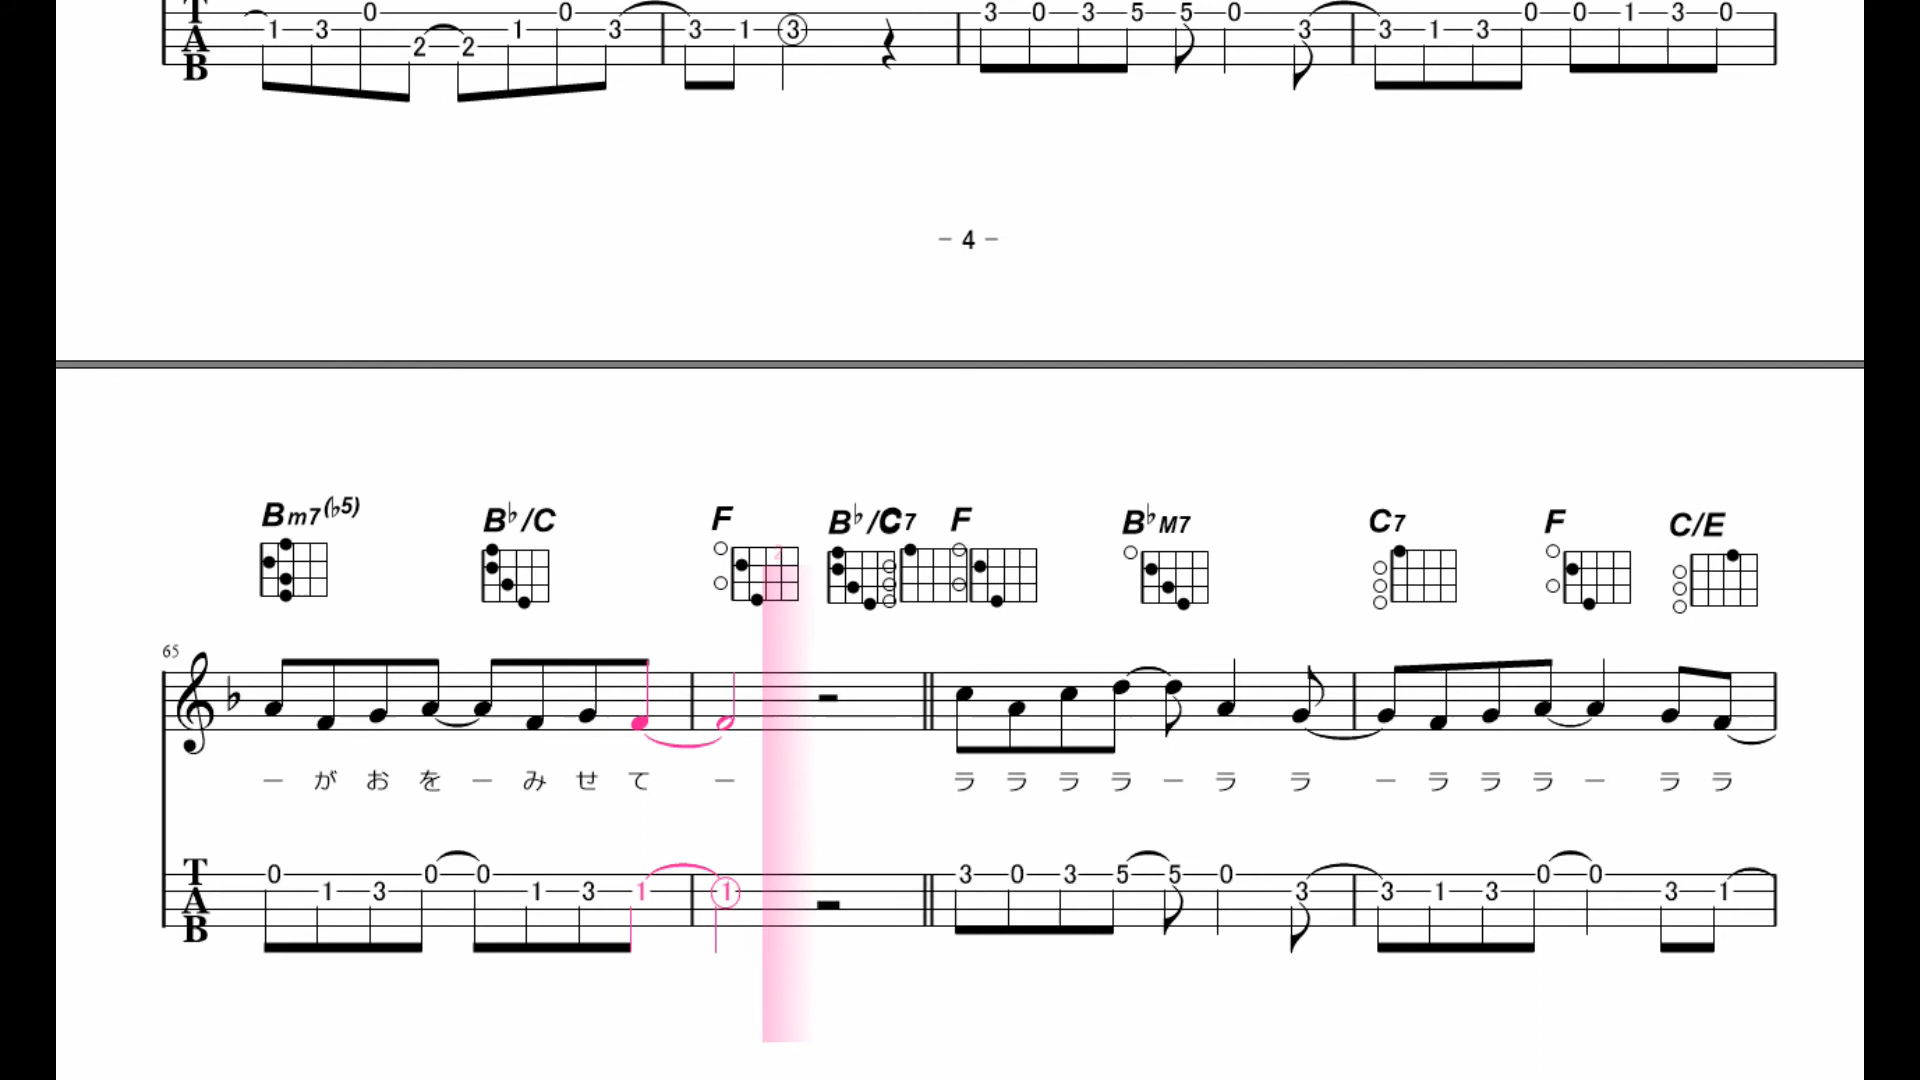 T 1 3 0 2 2 1 0 3 3 1 3 3 0 3 5 5 0 3 3 1 3 0 0 1 3 0
A
B
- 4 -
Bm7(♭5) B♭/C F B♭/C C7 F B♭M7 C7 F C/E
2
65
ー が お を ー み せ て ー ラ ラ ラ ラ ー ラ ラ ー ラ ラ ラ ー ラ ラ
T 0 1 3 0 0 1 3 1 1 3 0 3 5 5 0 3 3 1 3 0 0 3 1
A
B